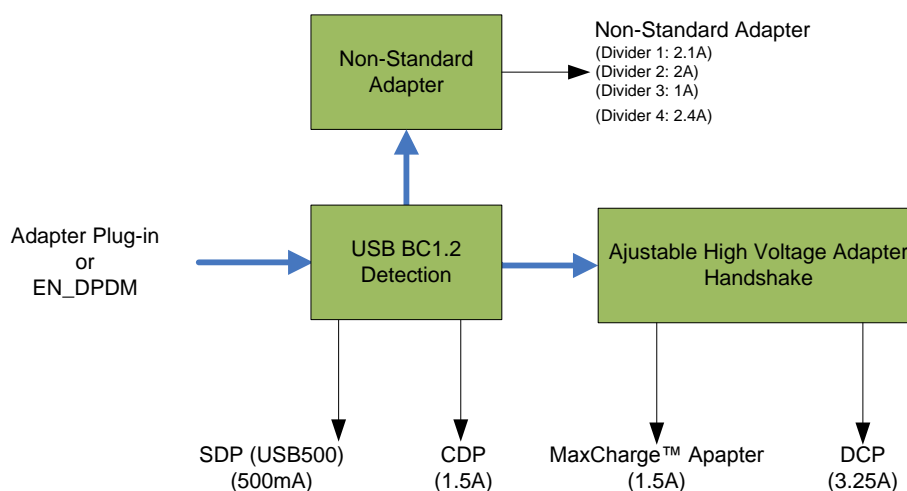 Non-Standard
Adapter
Non-Standard Adapter
(Divider 1: 2.1A)
(Divider 2: 2A)
(Divider 3: 1A)
(Divider 4: 2.4A)
Adapter Plug-in
or
EN_DPDM
USB BC1.2
Detection
Ajustable High Voltage Adapter
Handshake
SDP (USB500)
(500mA)
CDP
(1.5A)
MaxCharge™ Apapter
(1.5A)
DCP
(3.25A)